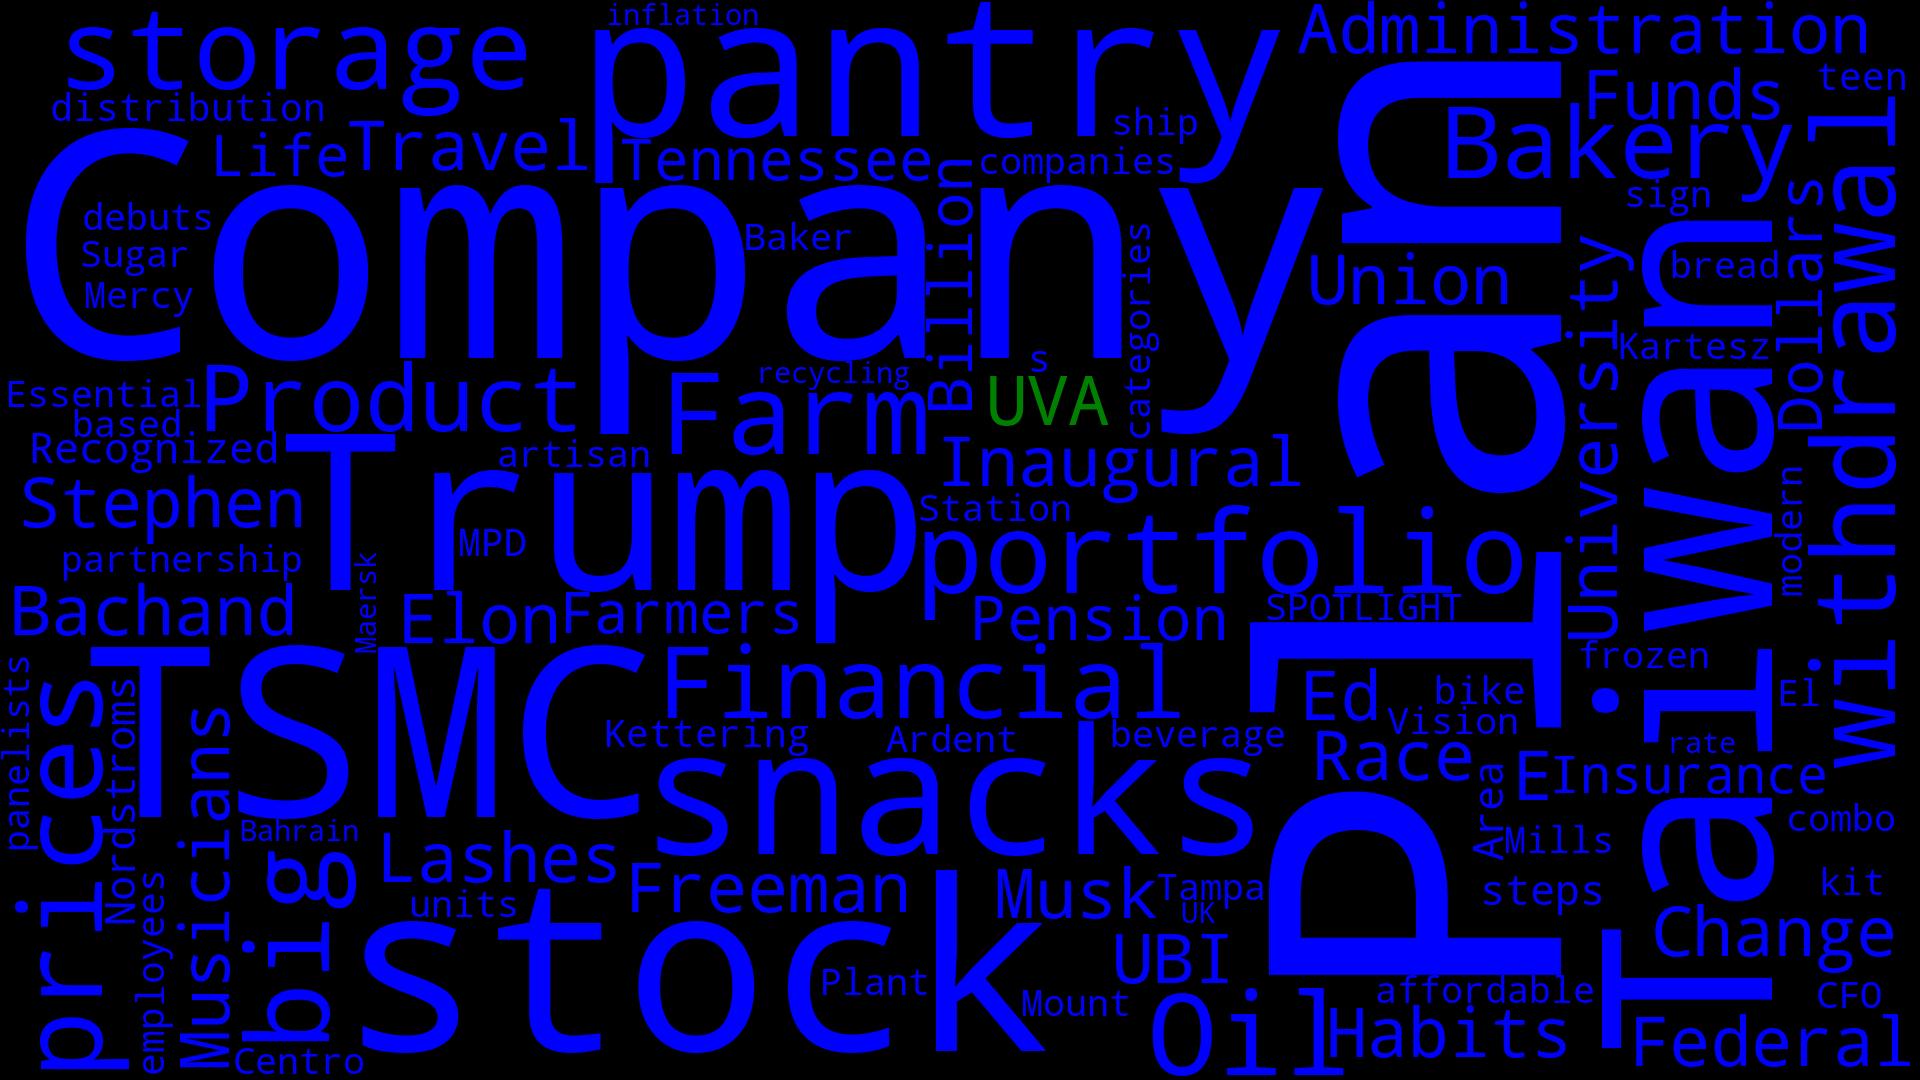 inflation
storage
pantry
Administration
distribution
Funds
teen
Life
Travel
Tennessee
ship
companies
Bakery
withdrawal
Company
Plan
debuts
Sugar
Mercy
Baker
Billion
categories
Union
University
sign
bread
Dollars
Kartesz
Taiwan
Essential
based
Product
recycling
Farm
s
UVA
Recognized
artisan
Inaugural
Stephen
Trump
MPD
Station
portfolio
modern
partnership
Maersk
Bachand
Elon
Farmers
Pension
SPOTLIGHT
frozen
panelists
prices
Nordstroms
TSMC
Financial
Ed
bike
Vision
El
Kettering
Ardent
beverage
rate
Musicians
snacks
Race
E
Insurance
Area
Mills
combo
Bahrain
big
Lashes
units
Freeman
Musk
Tampa
UK
steps
kit
employees
stock
UBI
Change
Plant
Mount
Oil
affordable
CFO
Centro
Habits
Federal